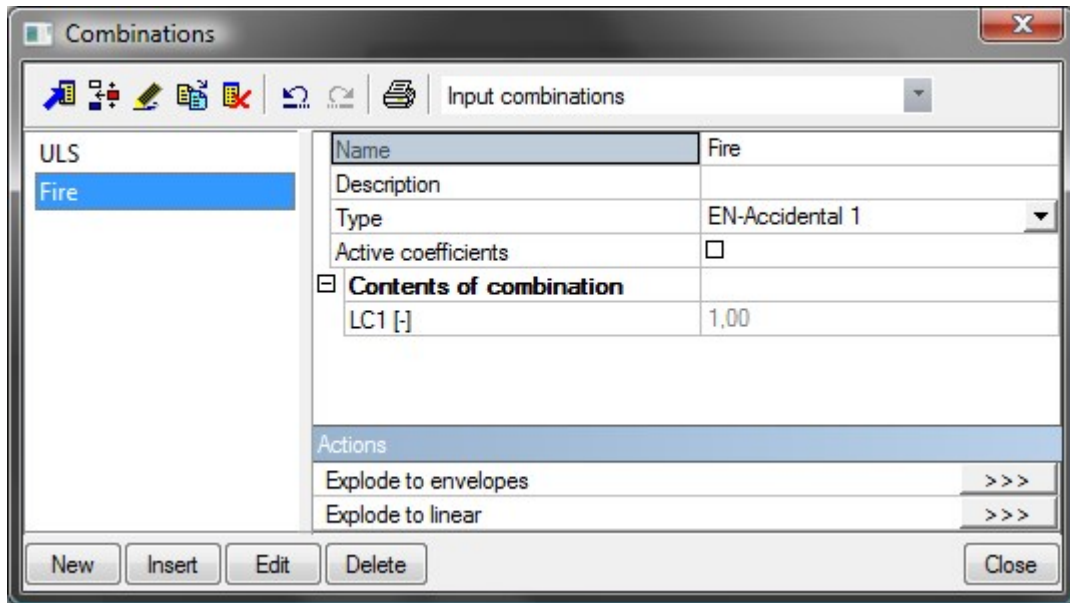 Combinations
Input combinations
ULS
Fire
Name Fire
Description
Type EN-Accidental 1
Active coefficients
Contents of combination
LC1 [-] 1,00
Actions
Explode to envelopes >>>
Explode to linear >>>
New Insert Edit Delete Close